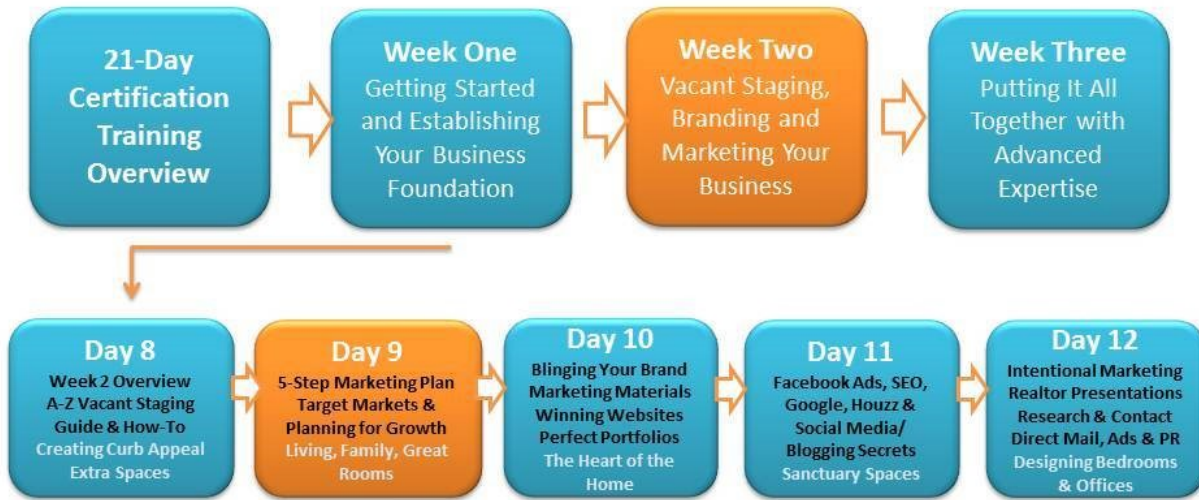 21-Day
Certification
Training
Overview
Week One
Getting Started
and Establishing
Your Business
Foundation
Week Two
Vacant Staging,
Branding and
Marketing Your
Business
Week Three
Putting It All
Together with
Advanced
Expertise
Day 8
Week 2 Overview
A-Z Vacant Staging
Guide & How-To
Creating Curb Appeal
Extra Spaces
Day 9
5-Step Marketing Plan
Target Markets &
Planning for Growth
Living, Family, Great
Rooms
Day 10
Blinging Your Brand
Marketing Materials
Winning Websites
Perfect Portfolios
The Heart of the
Home
Day 11
Facebook Ads, SEO,
Google, Houzz &
Social Media/
Blogging Secrets
Sanctuary Spaces
Day 12
Intentional Marketing
Realtor Presentations
Research & Contact
Direct Mail, Ads & PR
Designing Bedrooms
& Offices